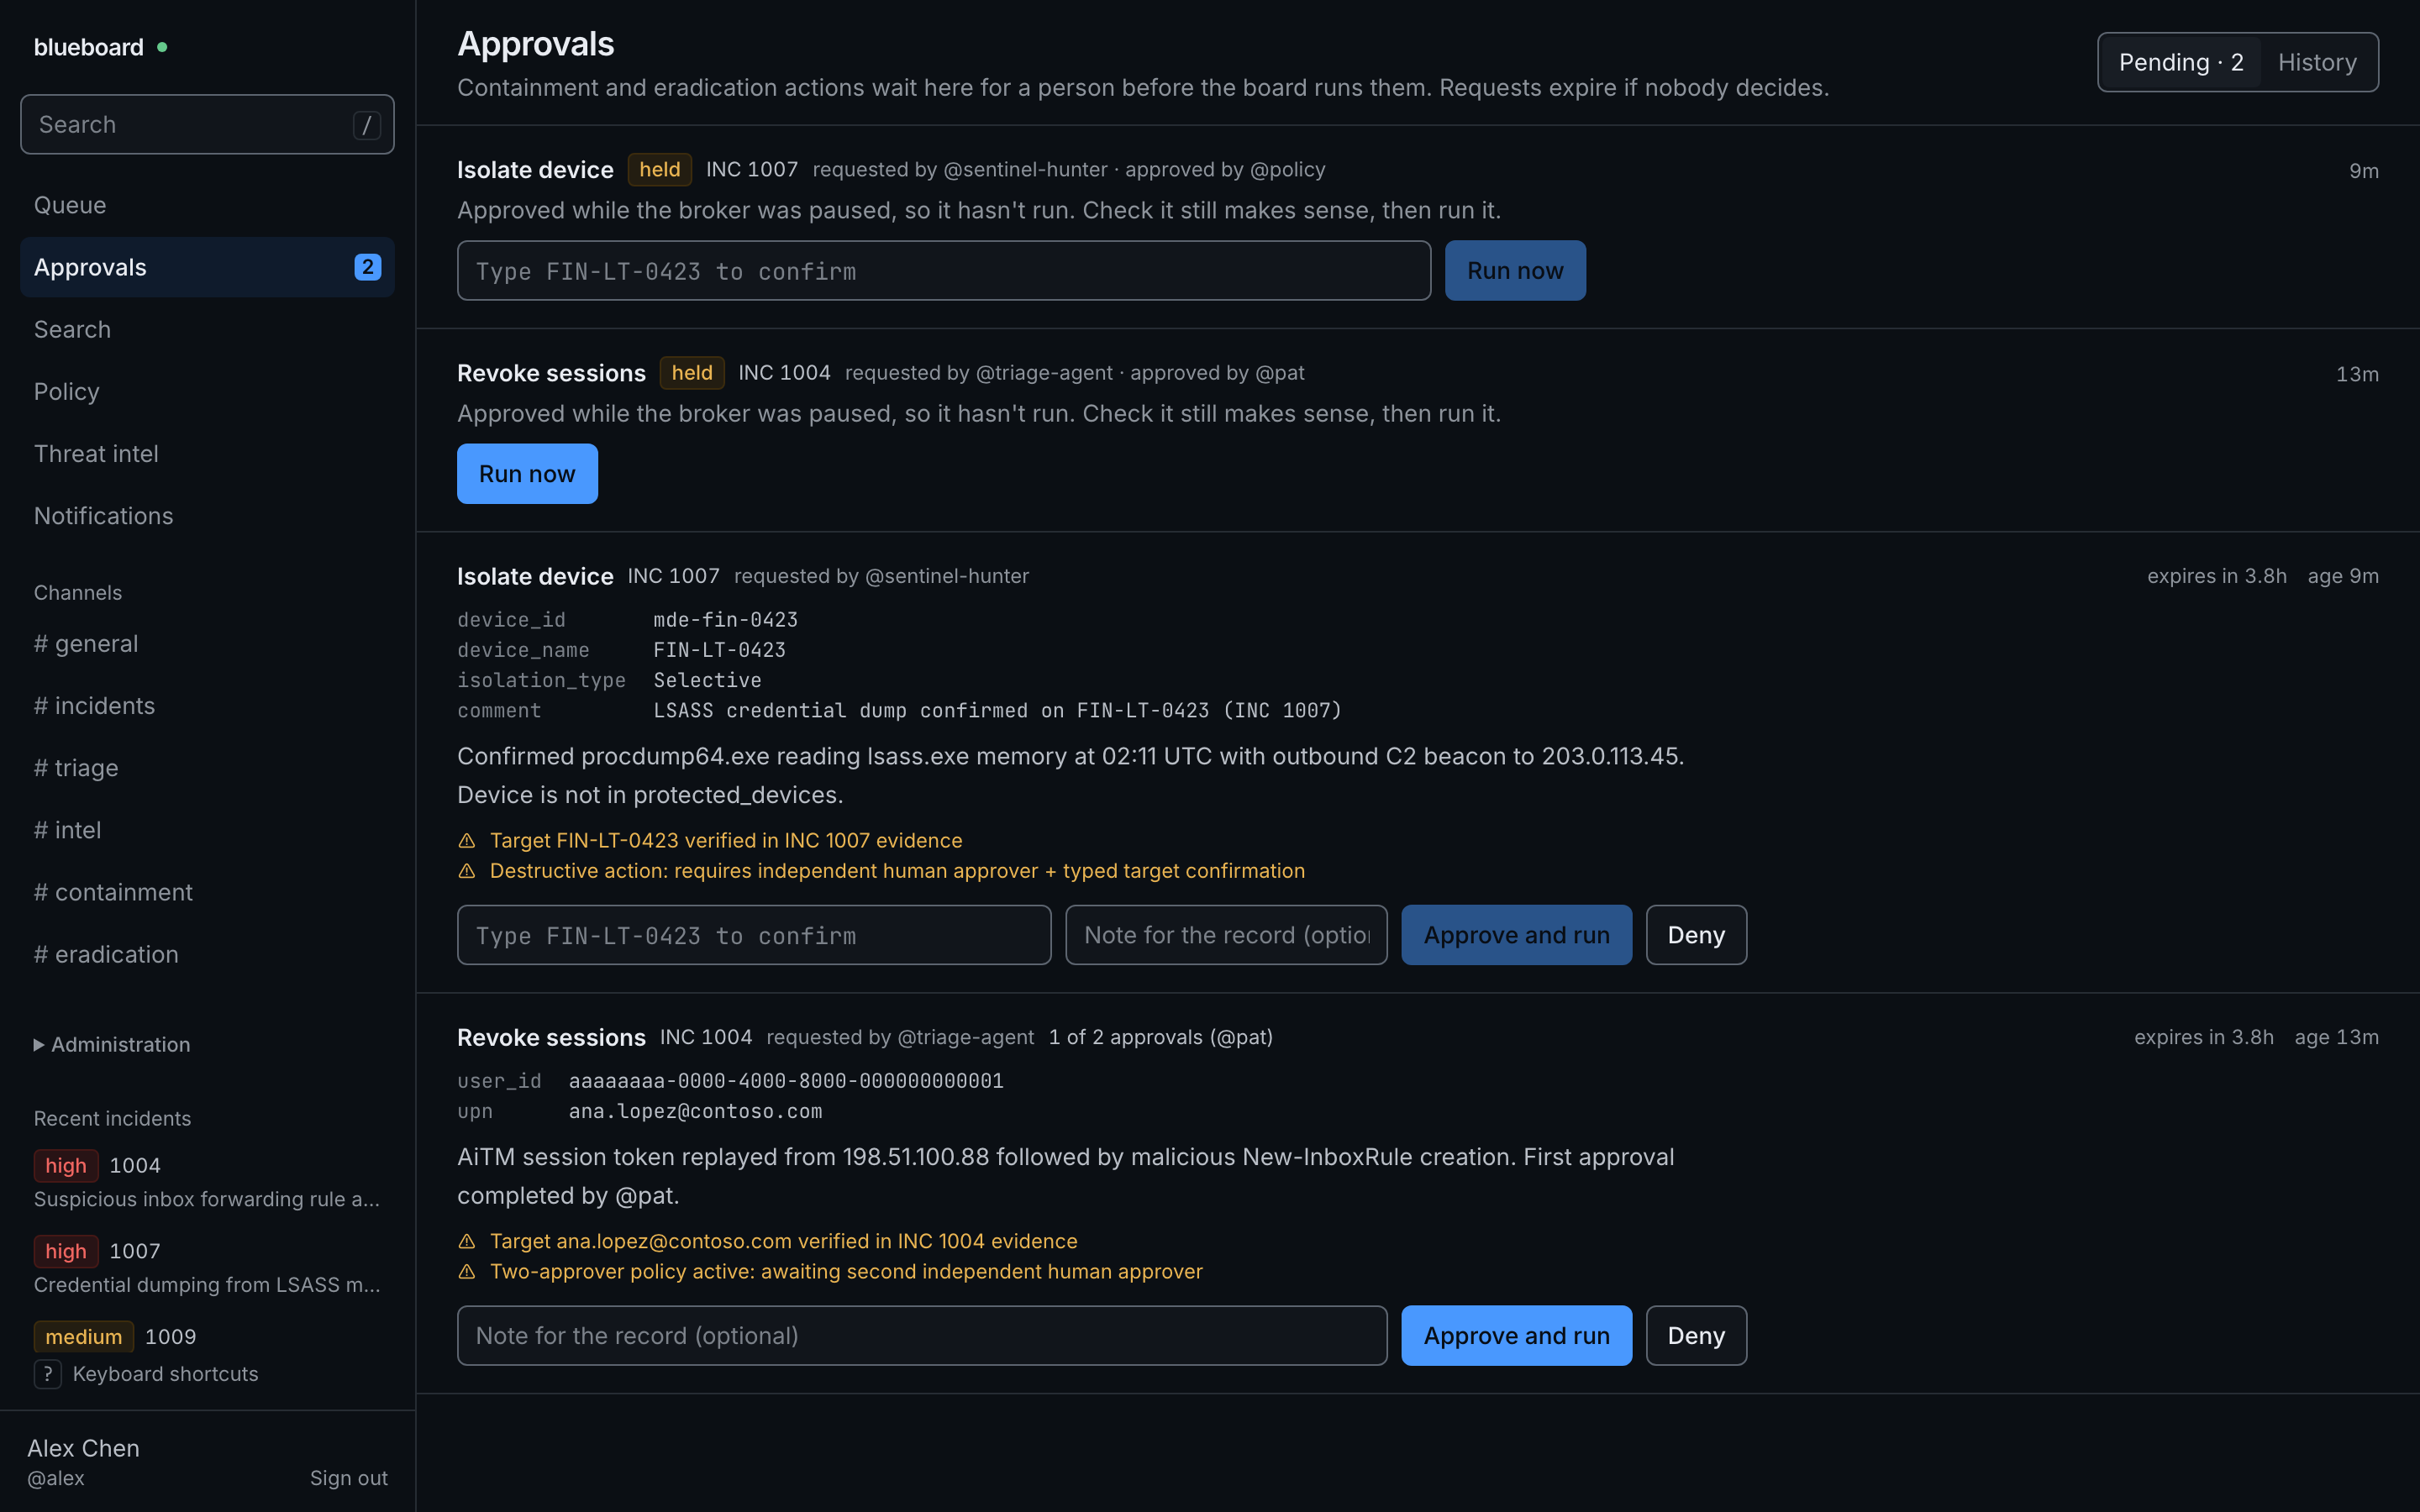 blueboard
Search /
Queue
Approvals 2
Search
Policy
Threat intel
Notifications
Channels
# general
# incidents
# triage
# intel
# containment
# eradication
Administration
Recent incidents
high 1004
Suspicious inbox forwarding rule a...
high 1007
Credential dumping from LSASS m...
medium 1009
? Keyboard shortcuts
Alex Chen
@alex Sign out
Approvals
Containment and eradication actions wait here for a person before the board runs them. Requests expire if nobody decides.
Pending · 2 History
Isolate device held INC 1007 requested by @sentinel-hunter · approved by @policy 9m
Approved while the broker was paused, so it hasn't run. Check it still makes sense, then run it.
Type FIN-LT-0423 to confirm Run now
Revoke sessions held INC 1004 requested by @triage-agent · approved by @pat 13m
Approved while the broker was paused, so it hasn't run. Check it still makes sense, then run it.
Run now
Isolate device INC 1007 requested by @sentinel-hunter expires in 3.8h age 9m
device_id mde-fin-0423
device_name FIN-LT-0423
isolation_type Selective
comment LSASS credential dump confirmed on FIN-LT-0423 (INC 1007)
Confirmed procdump64.exe reading lsass.exe memory at 02:11 UTC with outbound C2 beacon to 203.0.113.45.
Device is not in protected_devices.
Target FIN-LT-0423 verified in INC 1007 evidence
Destructive action: requires independent human approver + typed target confirmation
Type FIN-LT-0423 to confirm Note for the record (optio Approve and run Deny
Revoke sessions INC 1004 requested by @triage-agent 1 of 2 approvals (@pat) expires in 3.8h age 13m
user_id aaaaaaaa-0000-4000-8000-000000000001
upn ana.lopez@contoso.com
AiTM session token replayed from 198.51.100.88 followed by malicious New-InboxRule creation. First approval
completed by @pat.
Target ana.lopez@contoso.com verified in INC 1004 evidence
Two-approver policy active: awaiting second independent human approver
Note for the record (optional) Approve and run Deny